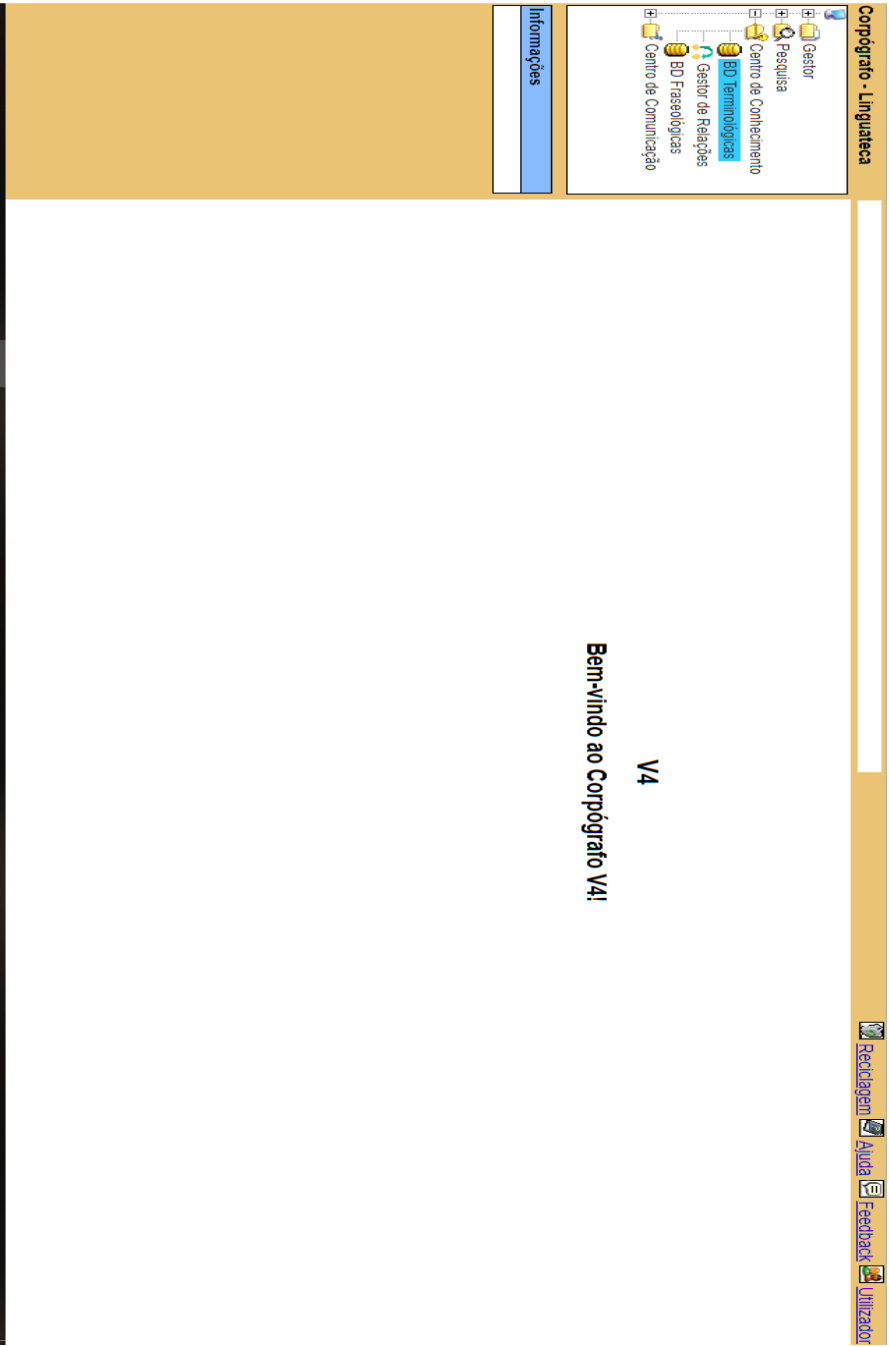 Corpógrafo - Linguateca
Reciclagem Ajuda Feedback Utilizador
Gestor
Pesquisa
Centro de Conhecimento
BD Terminológicas
Gestor de Relações
BD Fraseológicas
Centro de Comunicação
Informações
V4
Bem-vindo ao Corpógrafo V4!